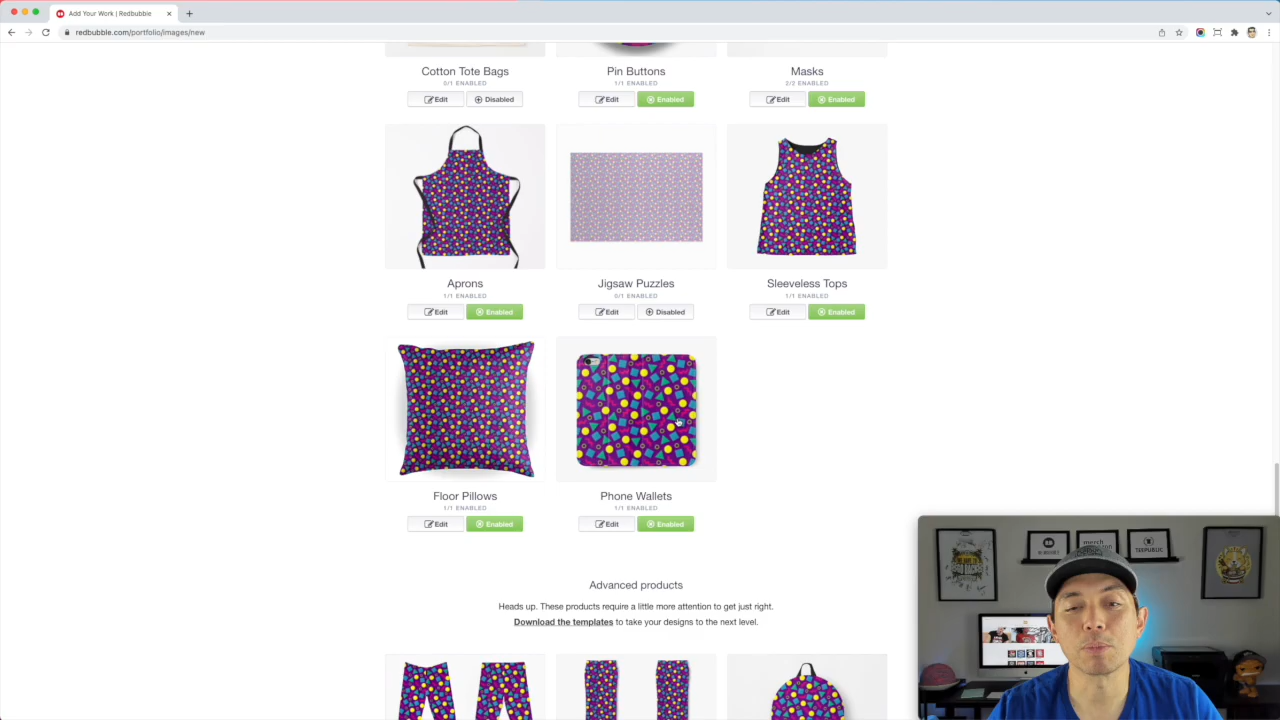 Add Your Work | Redbubble
redbubble.com/portfolio/images/new
Cotton Tote Bags
0/1 ENABLED
Edit
Disabled
Pin Buttons
1/1 ENABLED
Edit
Enabled
Masks
2/2 ENABLED
Edit
Enabled
Aprons
1/1 ENABLED
Edit
Enabled
Jigsaw Puzzles
0/1 ENABLED
Edit
Disabled
Sleeveless Tops
1/1 ENABLED
Edit
Enabled
Floor Pillows
1/1 ENABLED
Edit
Enabled
Phone Wallets
1/1 ENABLED
Edit
Enabled
Advanced products
Heads up. These products require a little more attention to get just right.
Download the templates to take your designs to the next level.
TEEPUBLIC